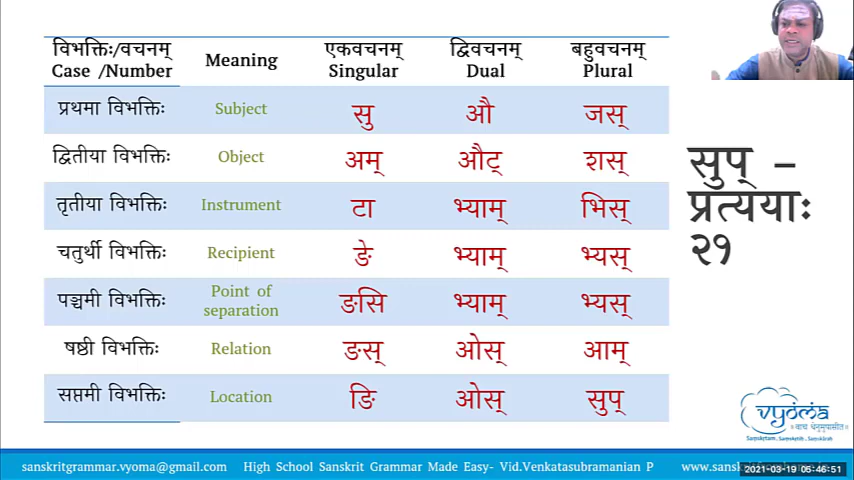 विभक्तिः/वचनम् Meaning एकवचनम् द्विवचनम् बहुवचनम्
Case /Number Singular Dual Plural
प्रथमा विभक्तिः Subject सु औ जस्
द्वितीया विभक्तिः Object अम् औट् शस्
तृतीया विभक्तिः Instrument टा भ्याम् भिस्
चतुर्थी विभक्तिः Recipient ङे भ्याम् भ्यस्
पञ्चमी विभक्तिः Point of separation ङसि भ्याम् भ्यस्
षष्ठी विभक्तिः Relation ङस् ओस् आम्
सप्तमी विभक्तिः Location ङि ओस् सुप्
सुप् –
प्रत्ययाः
२१
vyoma
sanskritgrammar.vyoma@gmail.com High School Sanskrit Grammar Made Easy- Vid.Venkatasubramanian P www.sansk
2021-03-19 05:46:51